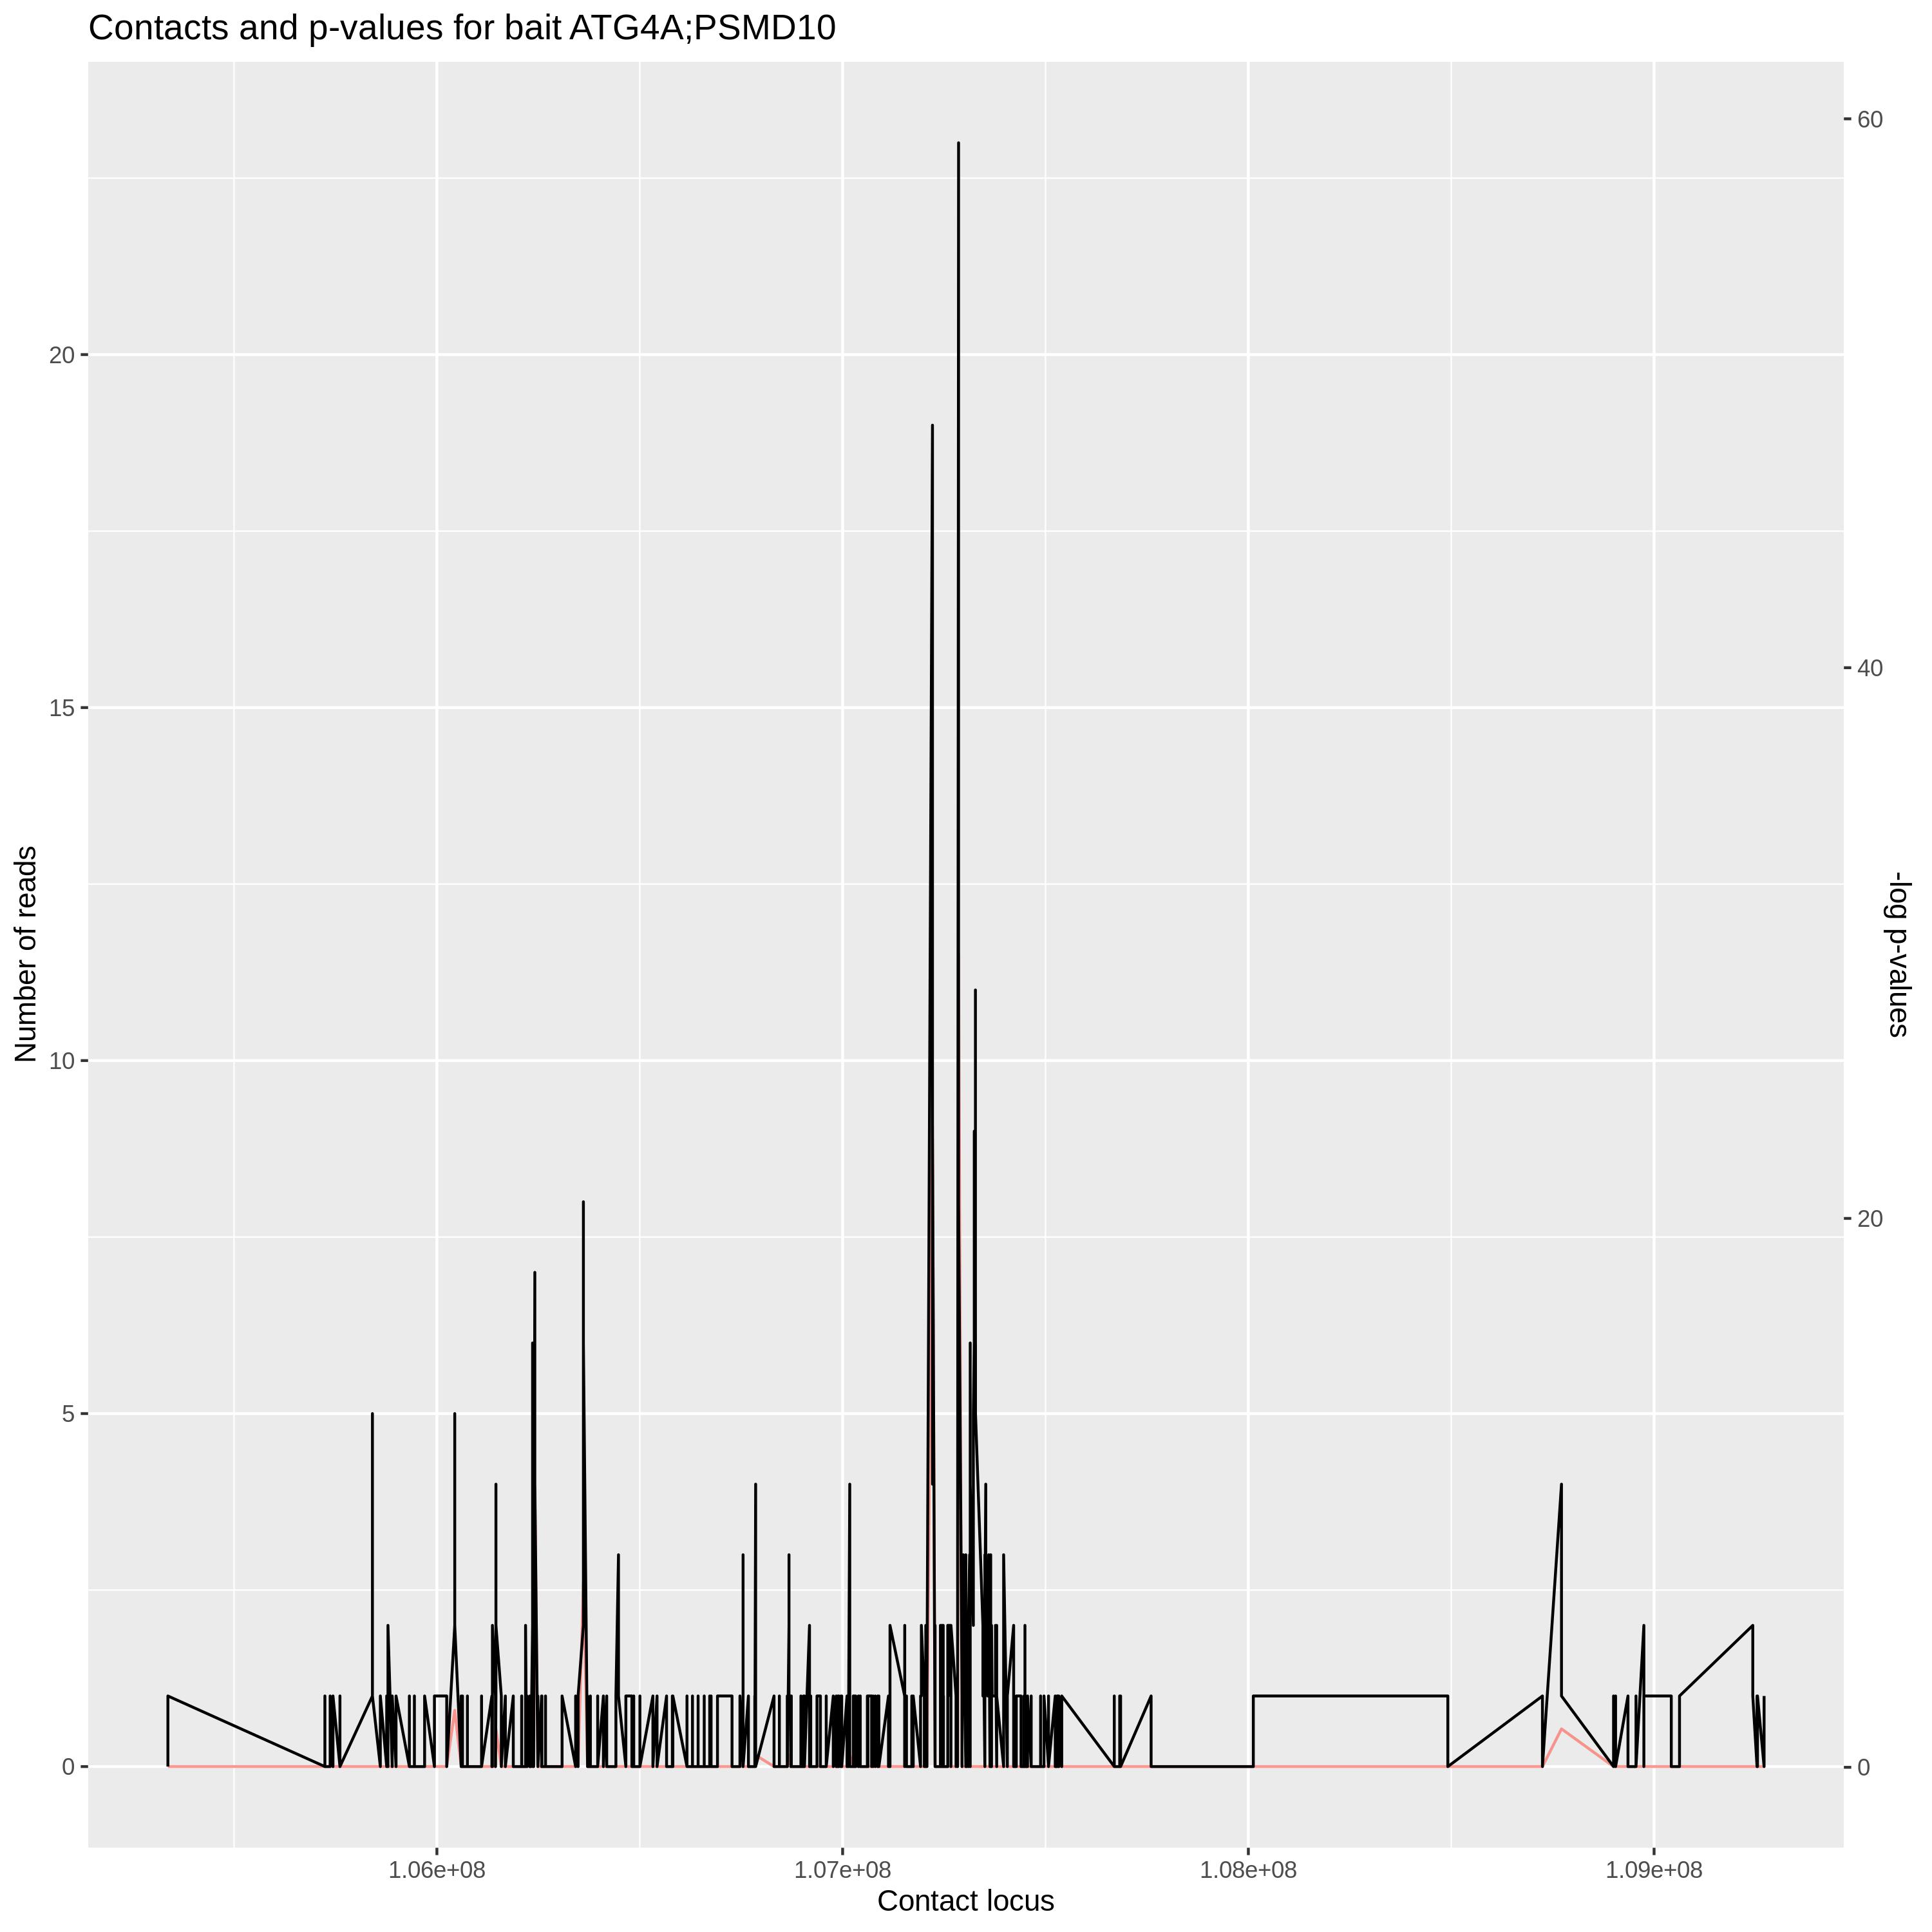 Contacts and p-values for bait ATG4A;PSMD10
Number of reads
20
15
10
5
0
60
40
20
0
-log p-values
1.06e+08
1.07e+08
1.08e+08
1.09e+08
Contact locus